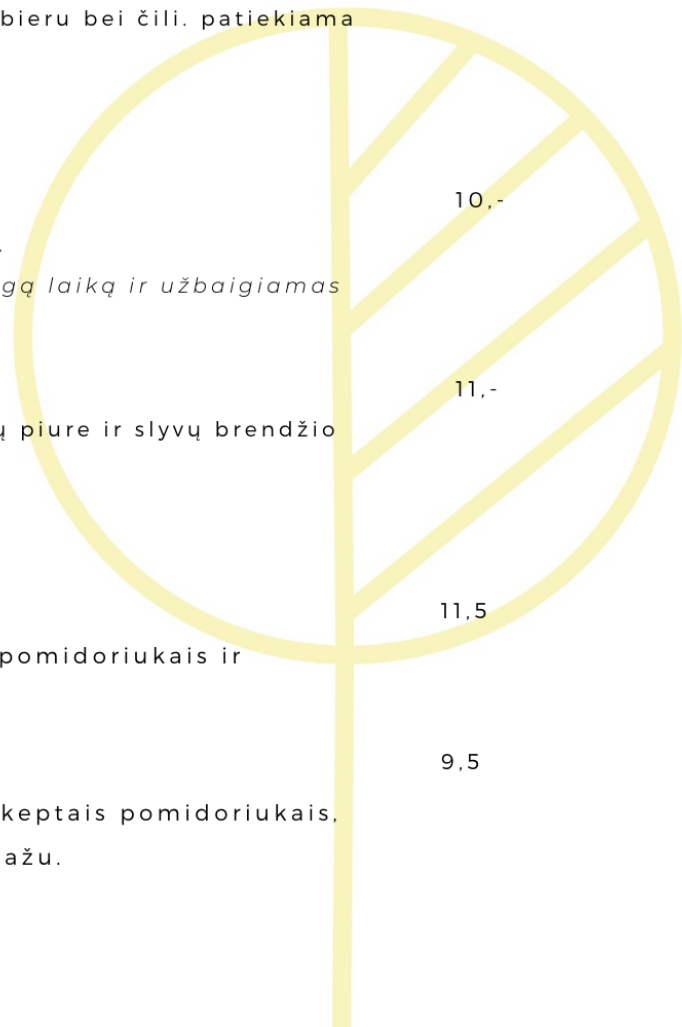 bieru bei čili. patiekiama
10,-
gą laiką ir užbaigiamas
11,-
ų piure ir slyvų brendžio
11,5
pomidoriukais ir
9,5
keptais pomidoriukais,
ažu.